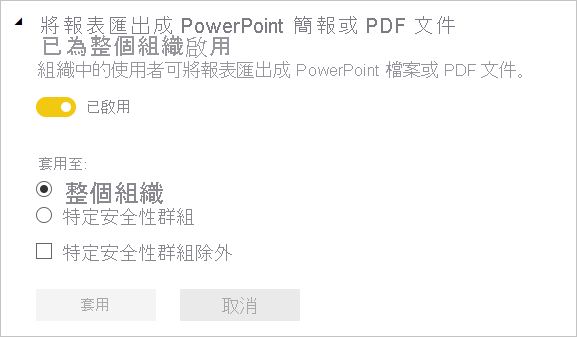 將報表匯出成 PowerPoint 簡報或 PDF 文件
已為整個組織啟用
組織中的使用者可將報表匯出成 PowerPoint 檔案或 PDF 文件。
已啟用
套用至:
整個組織
特定安全性群組
特定安全性群組除外
套用 取消